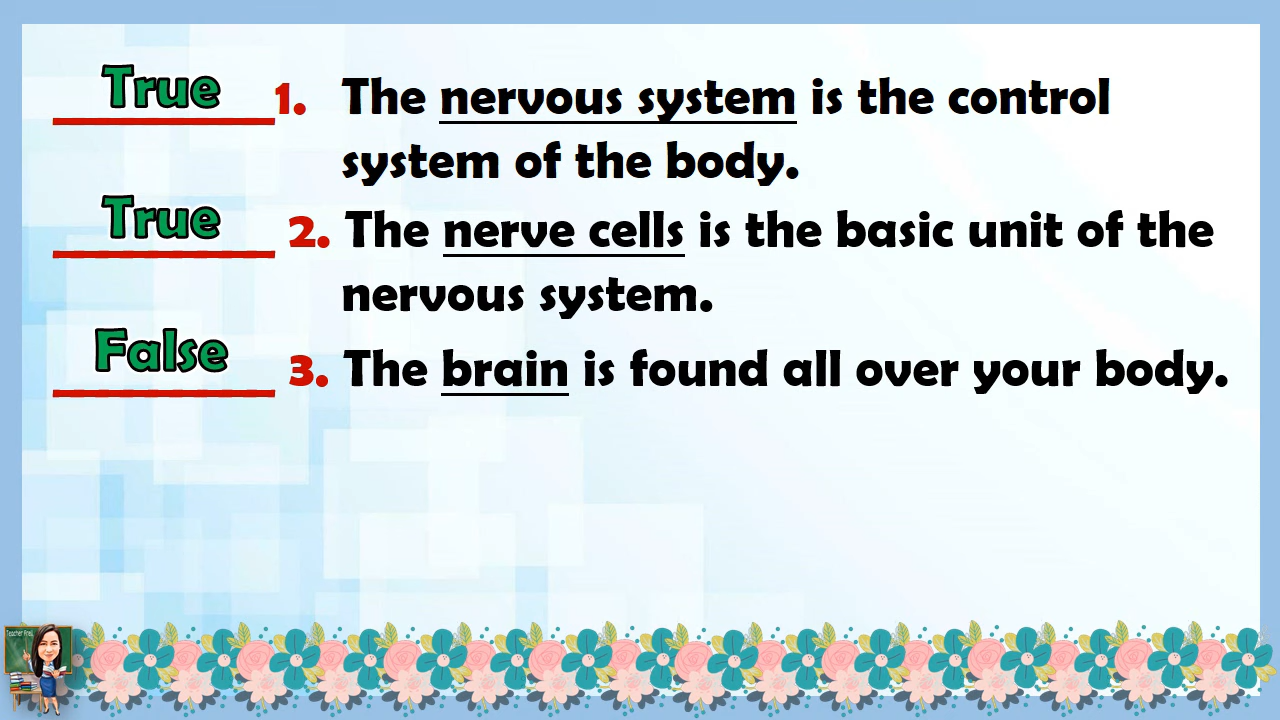 True 1. The nervous system is the control
system of the body.
True 2. The nerve cells is the basic unit of the
nervous system.
False 3. The brain is found all over your body.